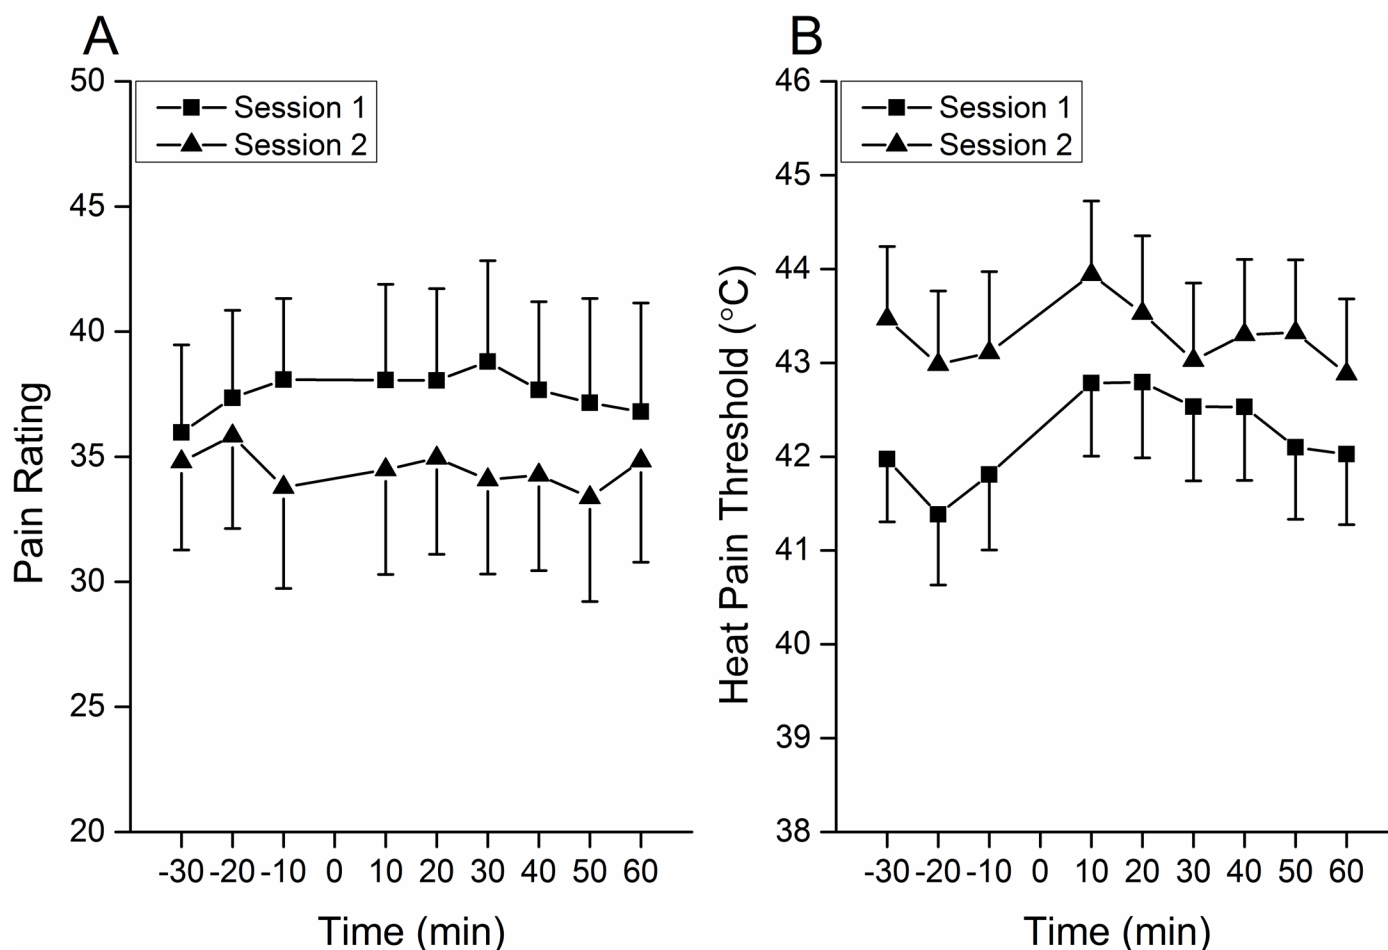 A
50
45
40
35
30
25
20
Pain Rating
Session 1
Session 2
-30 -20 -10 0 10 20 30 40 50 60
Time (min)
B
46
45
44
43
42
41
40
39
38
Heat Pain Threshold (°C)
Session 1
Session 2
-30 -20 -10 0 10 20 30 40 50 60
Time (min)